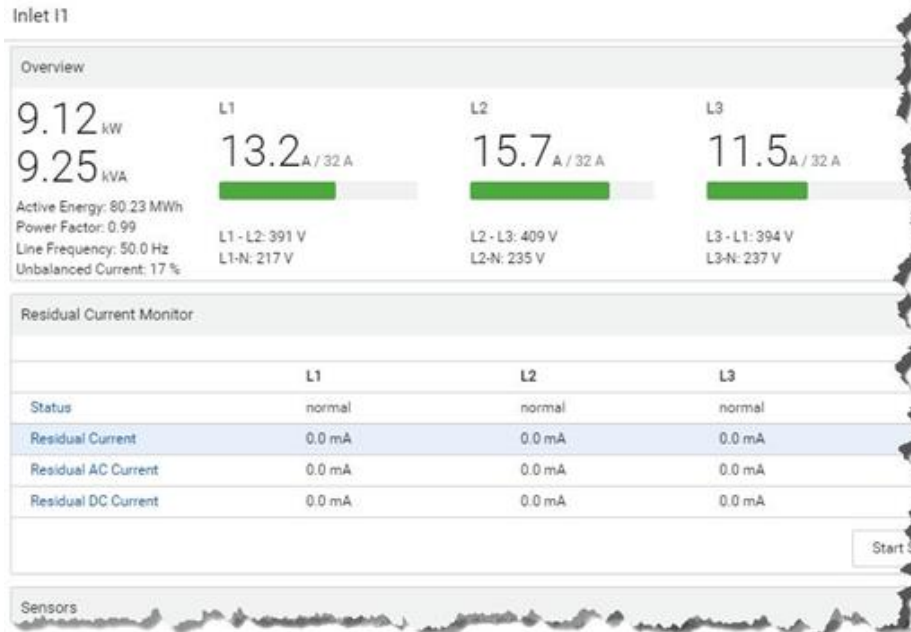 Inlet I1
Overview
9.12 kW
9.25 kVA
Active Energy: 80.23 MWh
Power Factor: 0.99
Line Frequency: 50.0 Hz
Unbalanced Current: 17 %
L1
13.2 A / 32 A
L1 - L2: 391 V
L1-N: 217 V
L2
15.7 A / 32 A
L2 - L3: 409 V
L2-N: 235 V
L3
11.5 A / 32 A
L3 - L1: 394 V
L3-N: 237 V
Residual Current Monitor
L1 L2 L3
Status normal normal normal
Residual Current 0.0 mA 0.0 mA 0.0 mA
Residual AC Current 0.0 mA 0.0 mA 0.0 mA
Residual DC Current 0.0 mA 0.0 mA 0.0 mA
Start
Sensors